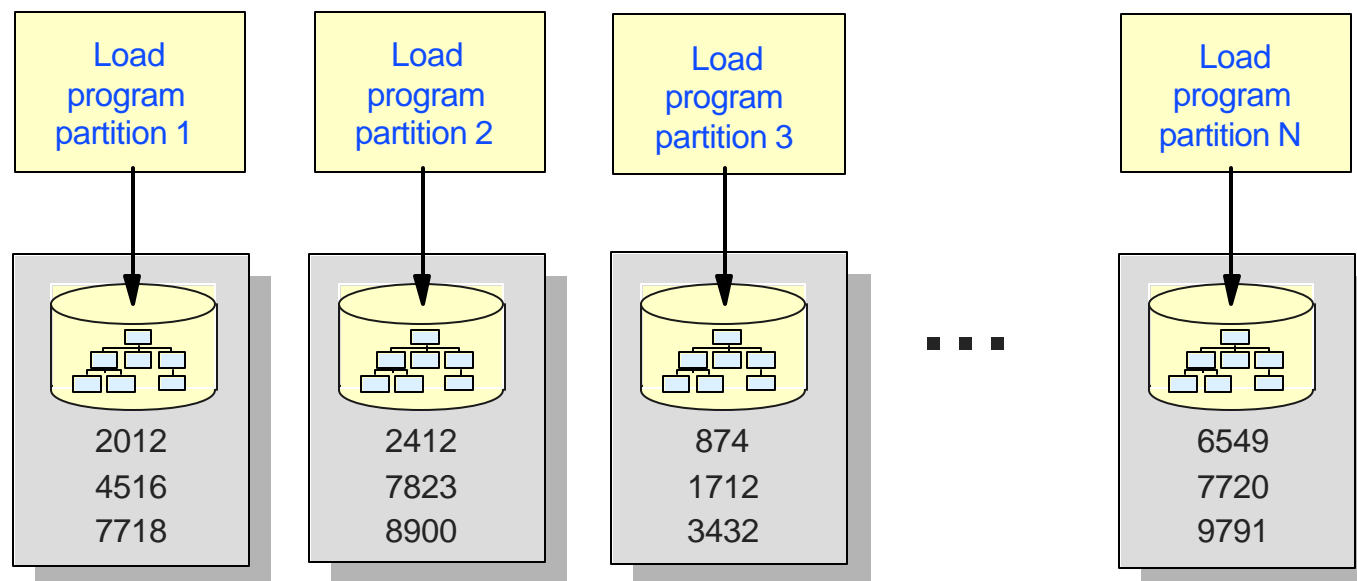 Load
program
partition 1
Load
program
partition 2
Load
program
partition 3
Load
program
partition N
2012
4516
7718
2412
7823
8900
874
1712
3432
...
6549
7720
9791